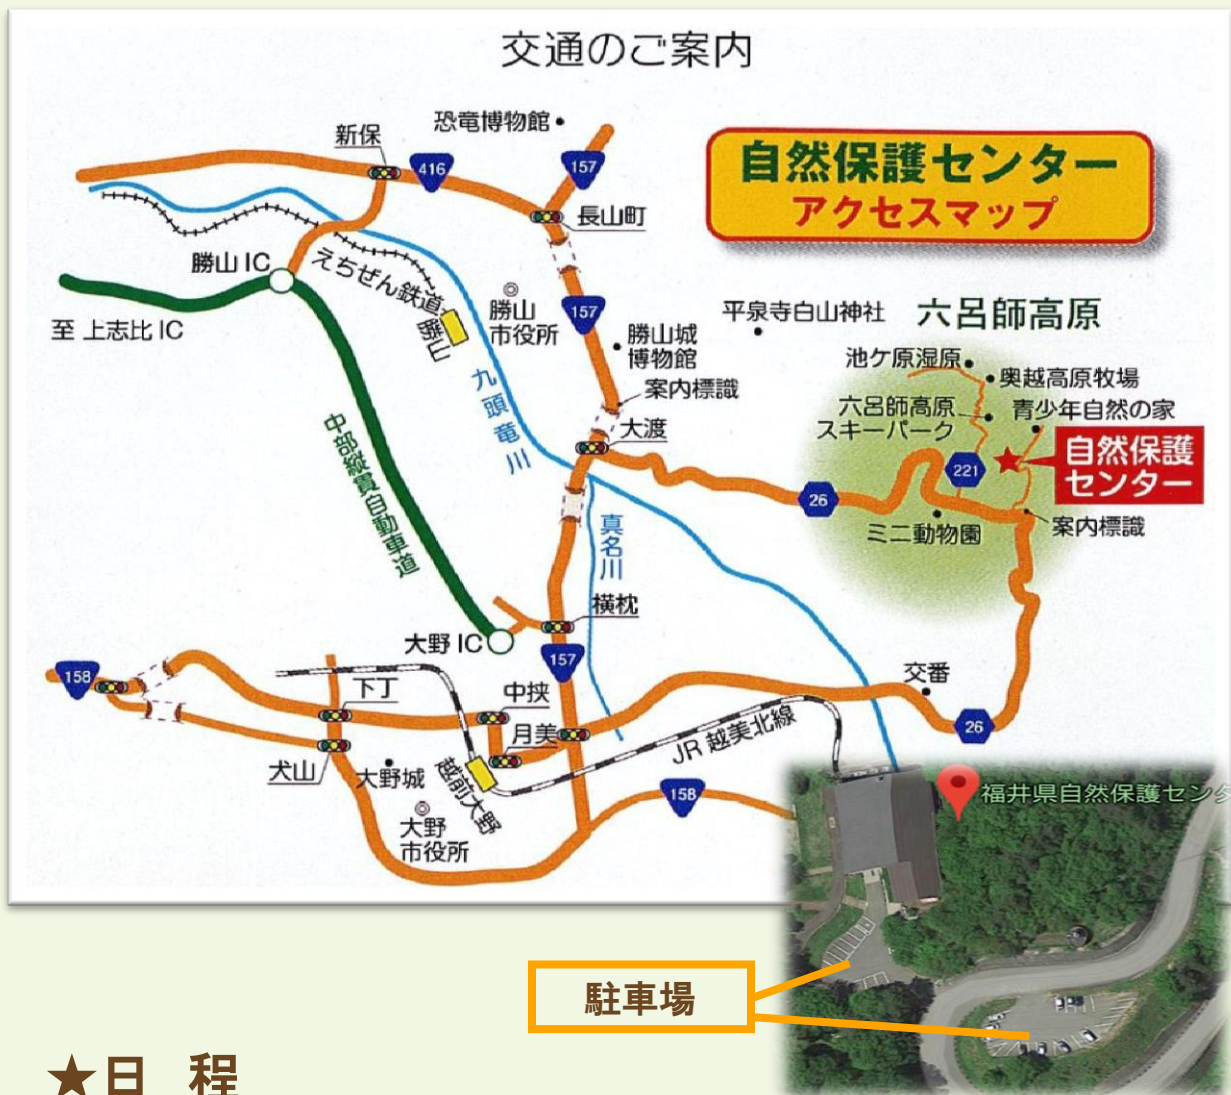 交通のご案内
恐竜博物館
新保
416
157
自然保護センター
アクセスマップ
長山町
勝山 IC
えちぜん鉄道
勝山
勝山
市役所
157
至 上志比 IC
平泉寺白山神社
六呂師高原
勝山城
博物館
池ケ原湿原
奥越高原牧場
案内標識
九頭竜川
六呂師高原
スキーパーク
青少年自然の家
大渡
自然保護
センター
221
中部縦貫自動車道
26
真名川
ミニ動物園
案内標識
横枕
大野 IC
157
158
下丁
中挟
交番
月美
26
JR 越美北線
犬山
大野城
越前大野
158
福井県自然保護セン
大野
市役所
駐車場
★日 程